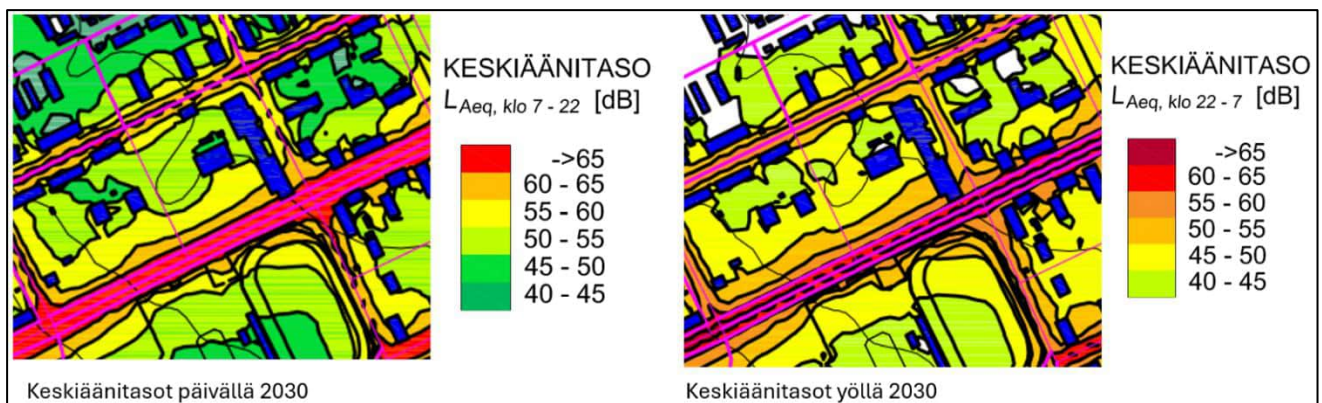 KESKIÄÄNITASO
LAeq, klo 7 - 22 [dB]
->65
60 - 65
55 - 60
50 - 55
45 - 50
40 - 45
Keskiäänitasot päivällä 2030
KESKIÄÄNITASO
LAeq, klo 22 - 7 [dB]
->65
60 - 65
55 - 60
50 - 55
45 - 50
40 - 45
Keskiäänitasot yöllä 2030